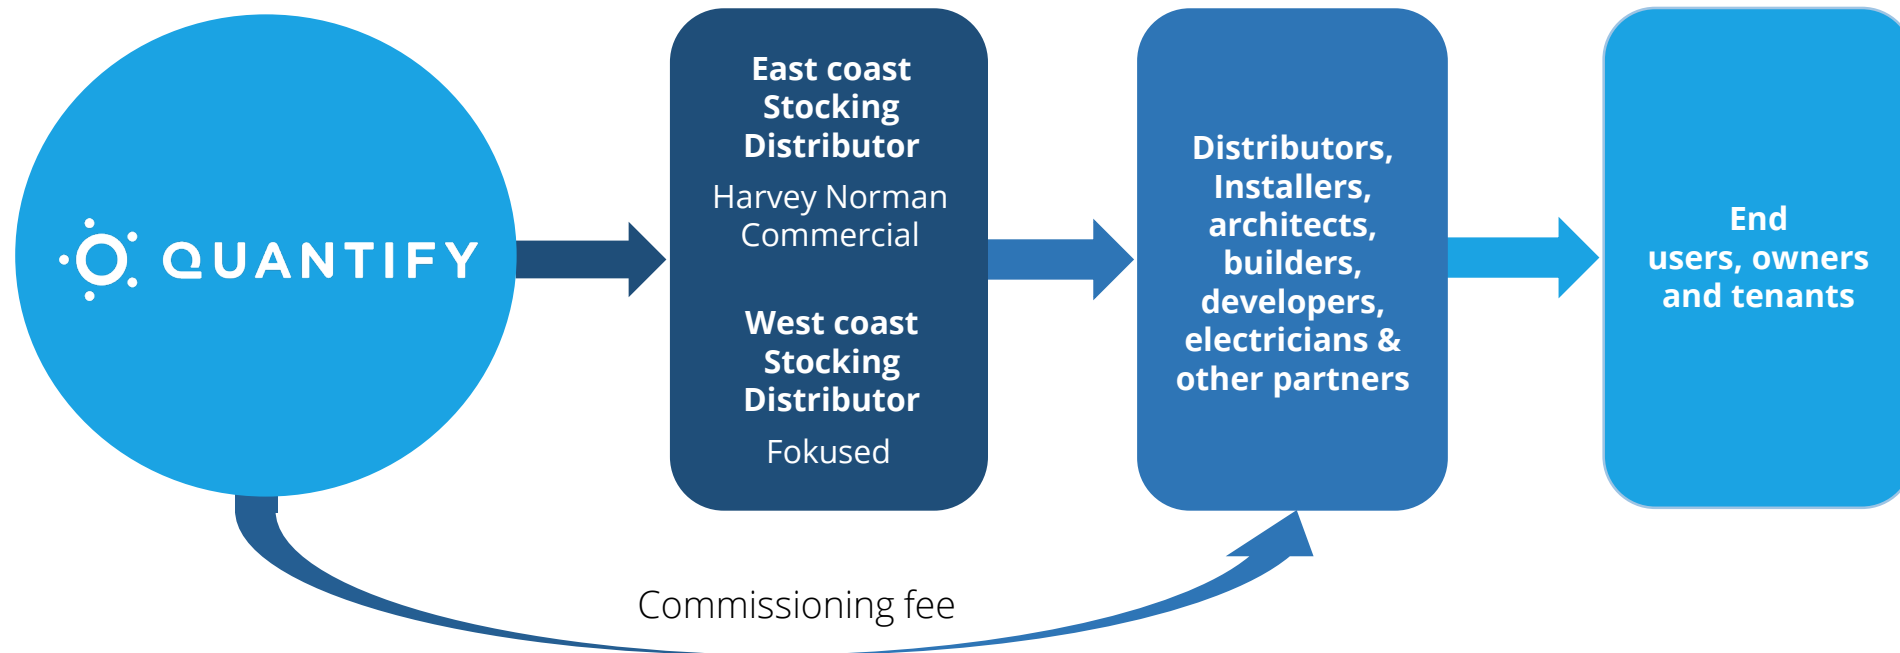 QUANTIFY
East coast
Stocking
Distributor
Harvey Norman
Commercial
West coast
Stocking
Distributor
Fokused
Distributors,
Installers,
architects,
builders,
developers,
electricians &
other partners
End
users, owners
and tenants
Commissioning fee